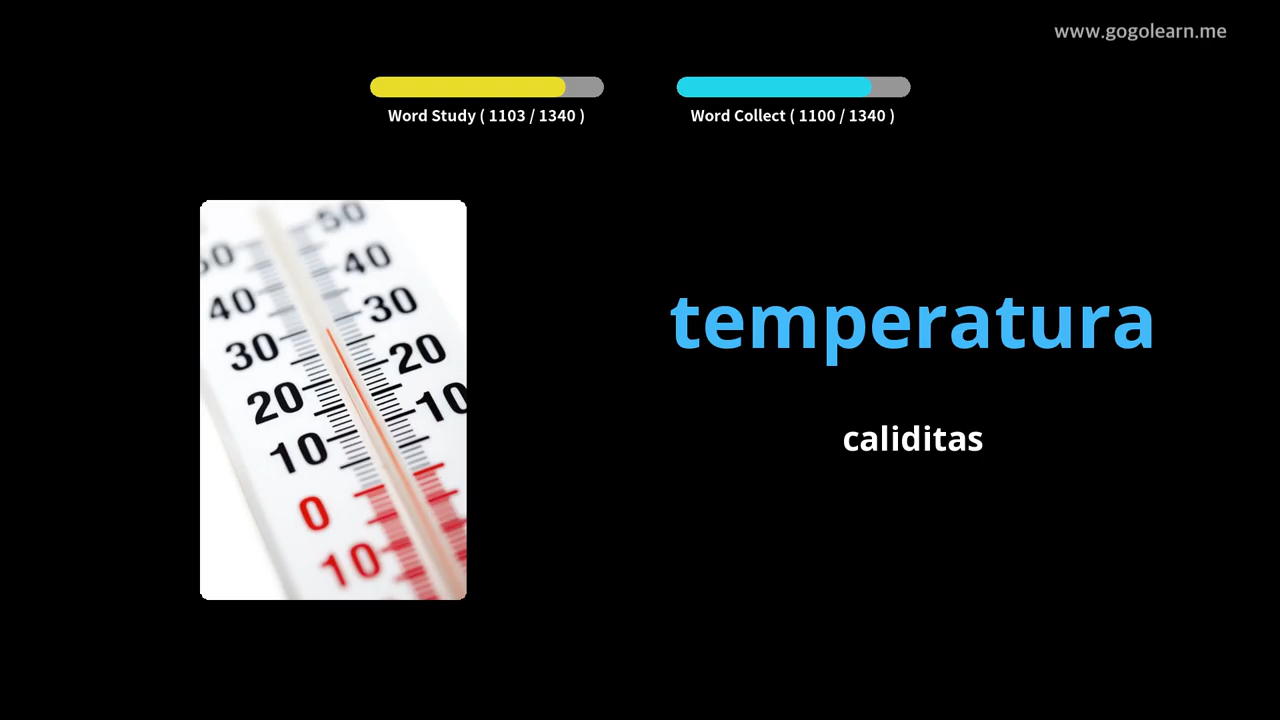 www.gogolearn.me
Word Study ( 1103 / 1340 )
Word Collect ( 1100 / 1340 )
50
50
40
40
30
30
20
20
10
10
0
10
temperatura
caliditas